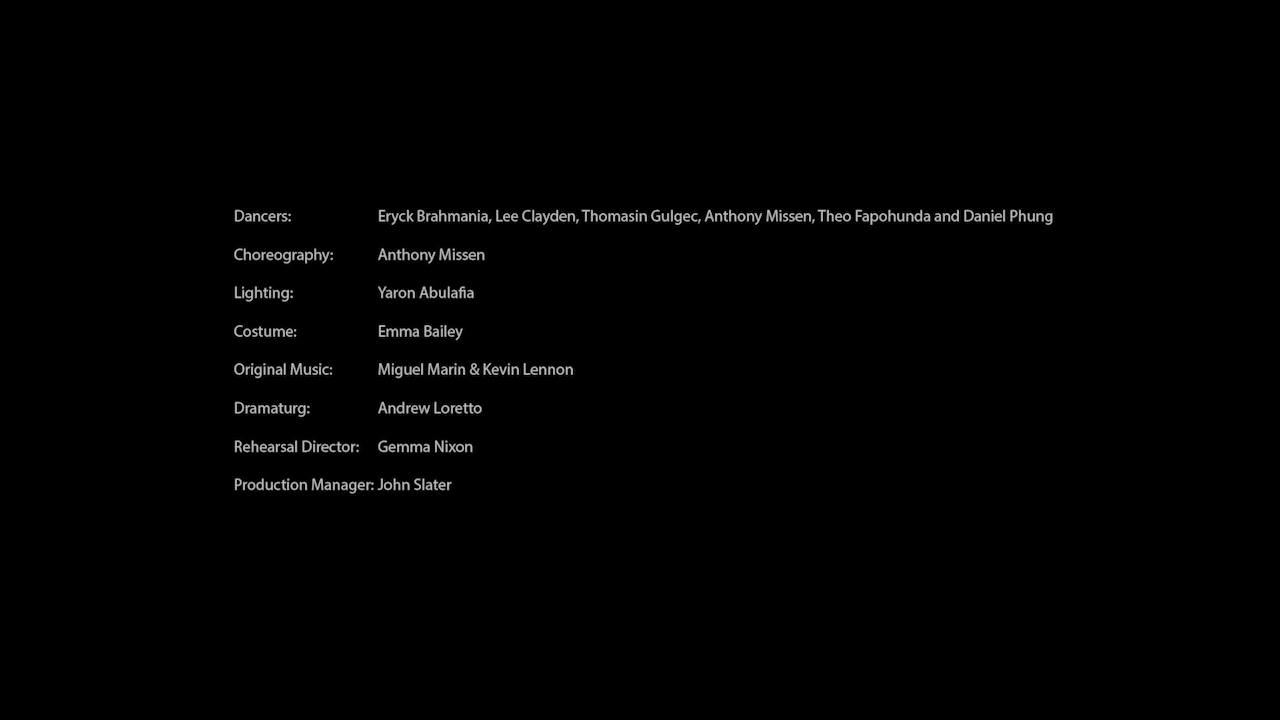 Dancers: Eryck Brahmania, Lee Clayden, Thomasin Gulgec, Anthony Missen, Theo Fapohunda and Daniel Phung
Choreography: Anthony Missen
Lighting: Yaron Abulafia
Costume: Emma Bailey
Original Music: Miguel Marin & Kevin Lennon
Dramaturg: Andrew Loretto
Rehearsal Director: Gemma Nixon
Production Manager: John Slater